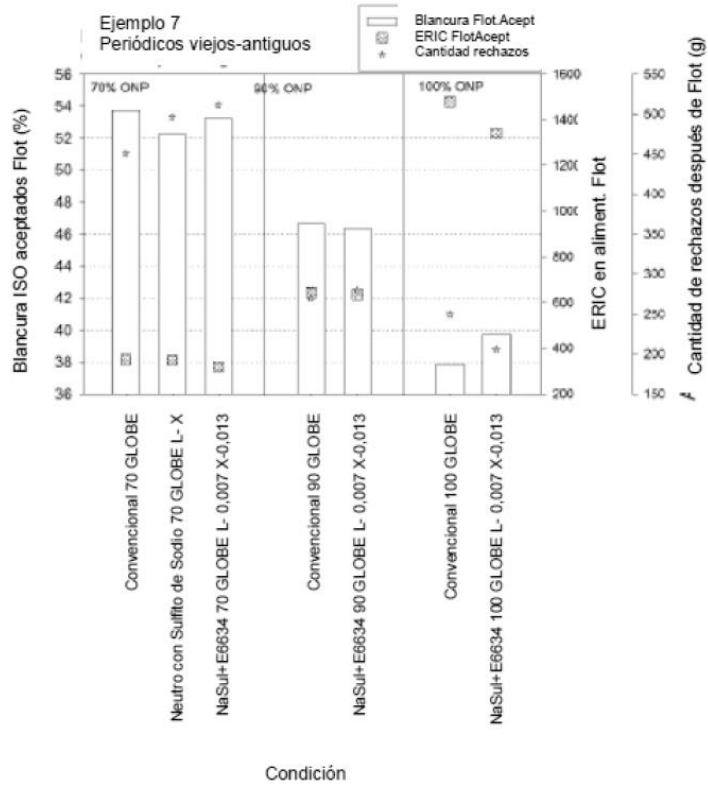 Ejemplo 7
Periódicos viejos-antiguos
Blancura Flot.Acept
ERIC FlotAcept
Cantidad rechazos
70% ONP
90% ONP
100% ONP
Blancura ISO aceptados Flot (%)
56
54
52
50
48
46
44
42
40
38
36
1600
1400
1200
1000
800
600
400
200
ERIC en aliment. Flot
550
500
450
400
350
300
250
200
150
Cantidad de rechazos después de Flot (g)
Convencional 70 GLOBE
Neutro con Sulfito de Sodio 70 GLOBE L- X
NaSul+E6634 70 GLOBE L- 0,007 X-0,013
Convencional 90 GLOBE
NaSul+E6634 90 GLOBE L- 0,007 X-0,013
Convencional 100 GLOBE
NaSul+E6634 100 GLOBE L- 0,007 X-0,013
Condición